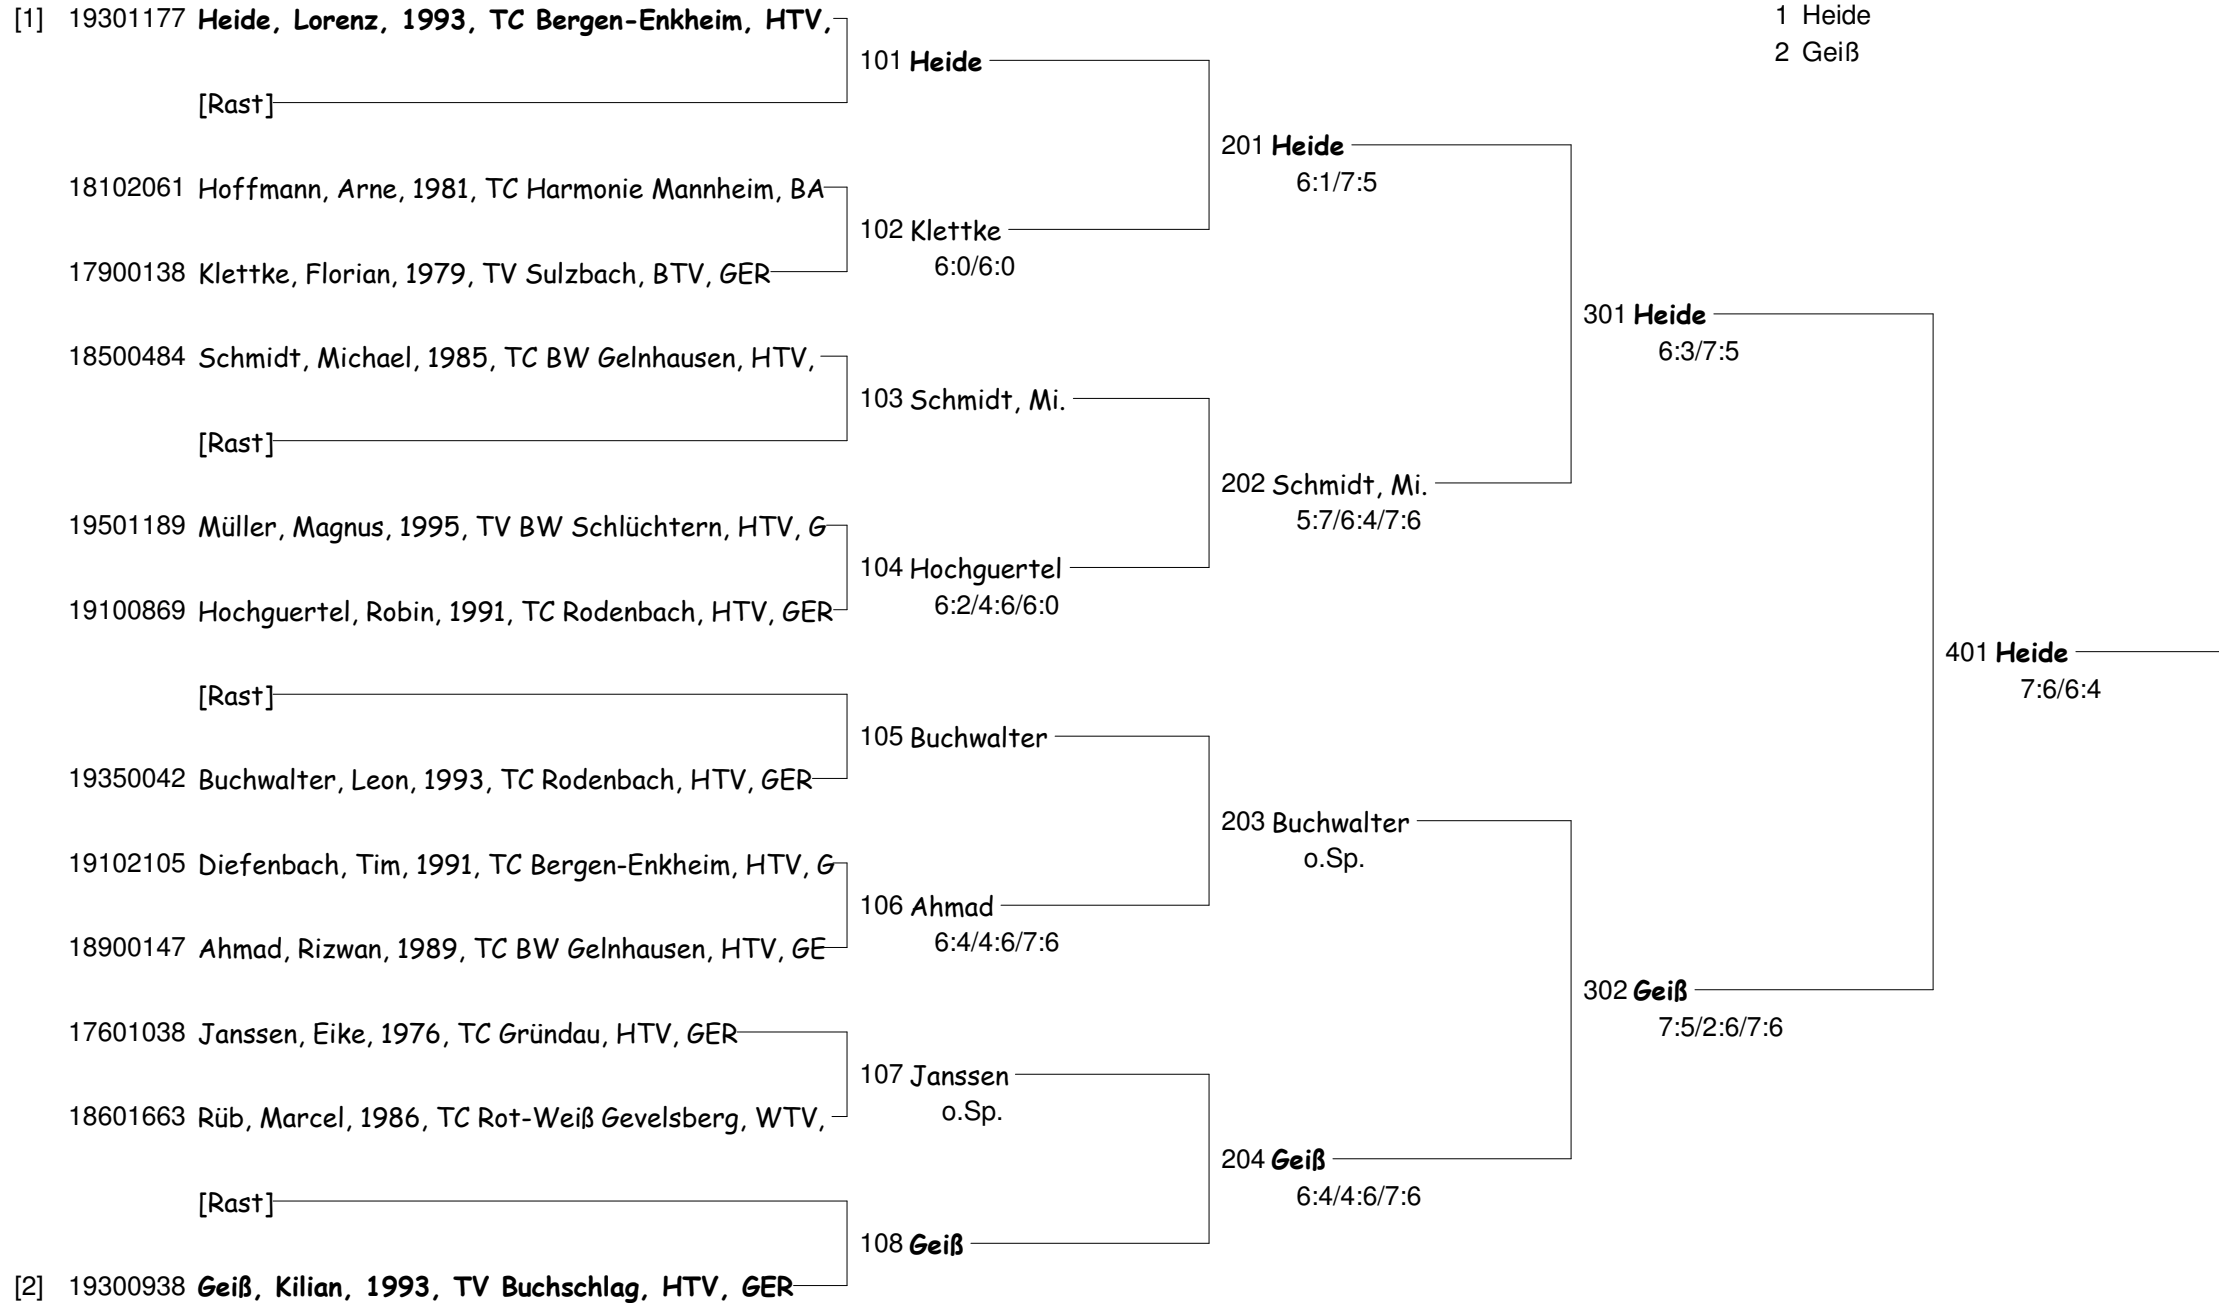 [1] 19301177 Heide, Lorenz, 1993, TC Bergen-Enkheim, HTV,
1 Heide
2 Geiß
101 Heide
[Rast]
201 Heide
6:1/7:5
18102061 Hoffmann, Arne, 1981, TC Harmonie Mannheim, BA
102 Klettke
6:0/6:0
17900138 Klettke, Florian, 1979, TV Sulzbach, BTV, GER
301 Heide
6:3/7:5
18500484 Schmidt, Michael, 1985, TC BW Gelnhausen, HTV,
103 Schmidt, Mi.
[Rast]
202 Schmidt, Mi.
5:7/6:4/7:6
19501189 Müller, Magnus, 1995, TV BW Schlüchtern, HTV, G
104 Hochguertel
6:2/4:6/6:0
19100869 Hochguertel, Robin, 1991, TC Rodenbach, HTV, GER
401 Heide
7:6/6:4
[Rast]
105 Buchwalter
19350042 Buchwalter, Leon, 1993, TC Rodenbach, HTV, GER
203 Buchwalter
o.Sp.
19102105 Diefenbach, Tim, 1991, TC Bergen-Enkheim, HTV, G
106 Ahmad
6:4/4:6/7:6
18900147 Ahmad, Rizwan, 1989, TC BW Gelnhausen, HTV, GE
302 Geiß
7:5/2:6/7:6
17601038 Janssen, Eike, 1976, TC Gründau, HTV, GER
107 Janssen
o.Sp.
18601663 Rüb, Marcel, 1986, TC Rot-Weiß Gevelsberg, WTV,
204 Geiß
6:4/4:6/7:6
[Rast]
108 Geiß
[2] 19300938 Geiß, Kilian, 1993, TV Buchschlag, HTV, GER